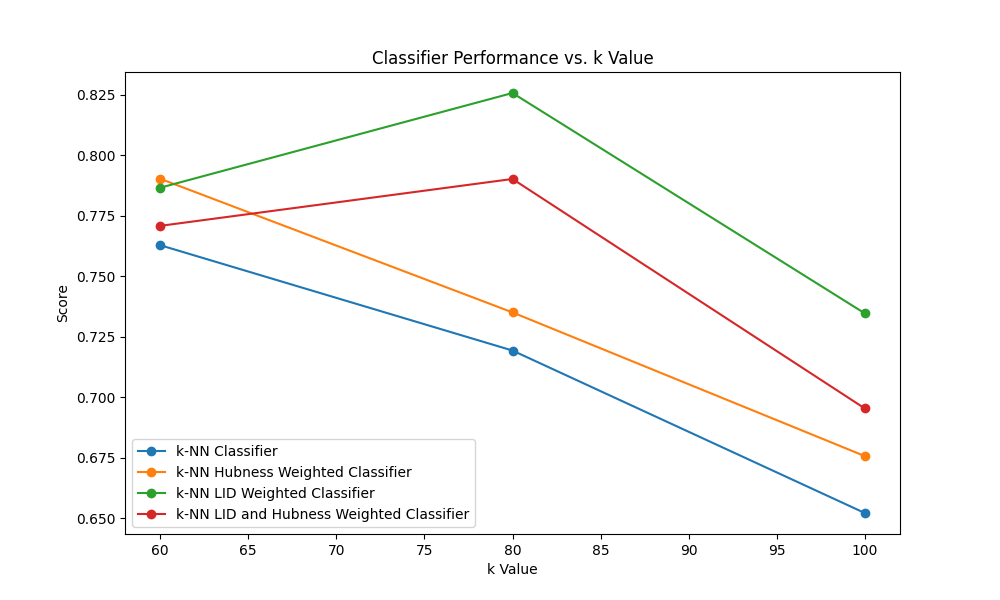 Classifier Performance vs. k Value
Score
0.825
0.800
0.775
0.750
0.725
0.700
0.675
0.650
k-NN Classifier
k-NN Hubness Weighted Classifier
k-NN LID Weighted Classifier
k-NN LID and Hubness Weighted Classifier
60 65 70 75 80 85 90 95 100
k Value